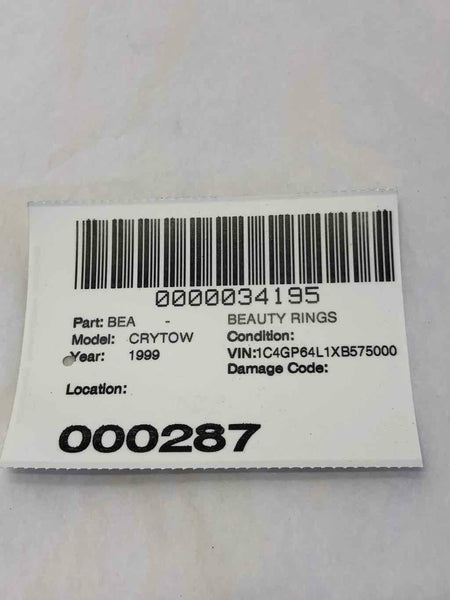 0000034195
Part: BEA - BEAUTY RINGS
Model: CRYTOW Condition:
Year: 1999 VIN:1C4GP64L1XB575000
Damage Code:
Location:
000287